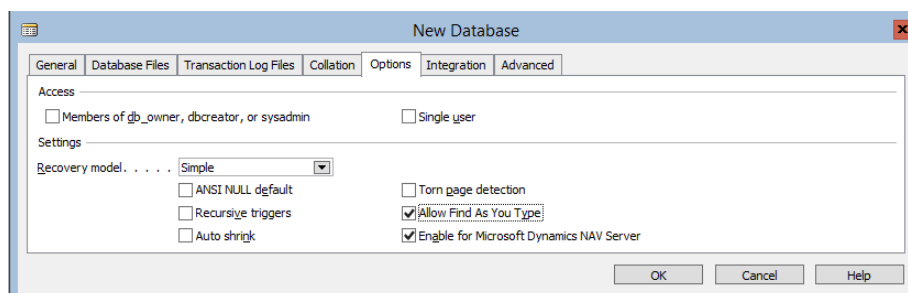 New Database
General Database Files Transaction Log Files Collation Options Integration Advanced
Access
Members of db_owner, dbcreator, or sysadmin Single user
Settings
Recovery model. . . . . Simple
ANSI NULL default Torn page detection
Recursive triggers Allow Find As You Type
Auto shrink Enable for Microsoft Dynamics NAV Server
OK Cancel Help